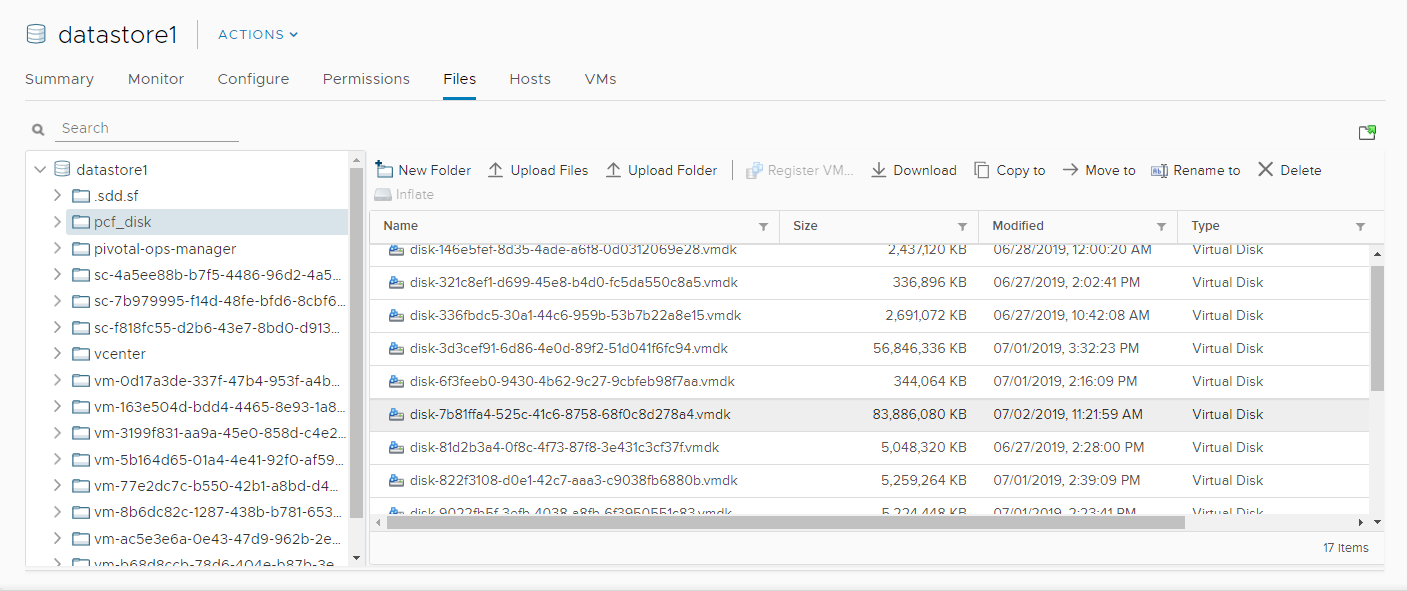 datastore1 ACTIONS
Summary Monitor Configure Permissions Files Hosts VMs
Search
datastore1
.sdd.sf
pcf_disk
pivotal-ops-manager
sc-4a5ee88b-b7f5-4486-96d2-4a5...
sc-7b979995-f14d-48fe-bfd6-8cbf6...
sc-f818fc55-d2b6-43e7-8bd0-d913...
vcenter
vm-0d17a3de-337f-47b4-953f-a4b...
vm-163e504d-bdd4-4465-8e93-1a8...
vm-3199f831-aa9a-45e0-858d-c4e2...
vm-5b164d65-01a4-4e41-92f0-af59...
vm-77e2dc7c-b550-42b1-a8bd-d4...
vm-8b6dc82c-1287-438b-b781-653...
vm-ac5e3e6a-0e43-47d9-962b-2e...
vm-b68d8ccb-78d6-404e-b87b-3e...
New Folder Upload Files Upload Folder Register VM... Download Copy to Move to Rename to Delete
Inflate
Name Size Modified Type
disk-146e5fef-8d35-4ade-a6f8-0d0312069e28.vmdk 2,437,120 KB 06/28/2019, 12:00:20 AM Virtual Disk
disk-321c8ef1-d699-45e8-b4d0-fc5da550c8a5.vmdk 336,896 KB 06/27/2019, 2:02:41 PM Virtual Disk
disk-336fbdc5-30a1-44c6-959b-53b7b22a8e15.vmdk 2,691,072 KB 06/27/2019, 10:42:08 AM Virtual Disk
disk-3d3cef91-6d86-4e0d-89f2-51d041f6fc94.vmdk 56,846,336 KB 07/01/2019, 3:32:23 PM Virtual Disk
disk-6f3feeb0-9430-4b62-9c27-9cbfeb98f7aa.vmdk 344,064 KB 07/01/2019, 2:16:09 PM Virtual Disk
disk-7b81ffa4-525c-41c6-8758-68f0c8d278a4.vmdk 83,886,080 KB 07/02/2019, 11:21:59 AM Virtual Disk
disk-81d2b3a4-0f8c-4f73-87f8-3e431c3cf37f.vmdk 5,048,320 KB 06/27/2019, 2:28:00 PM Virtual Disk
disk-822f3108-d0e1-42c7-aaa3-c9038fb6880b.vmdk 5,259,264 KB 07/01/2019, 2:39:09 PM Virtual Disk
disk-9022fb5f-3efb-4038-a8fb-6f3950551c83.vmdk 5,224,448 KB 07/01/2019, 2:23:41 PM Virtual Disk
17 items